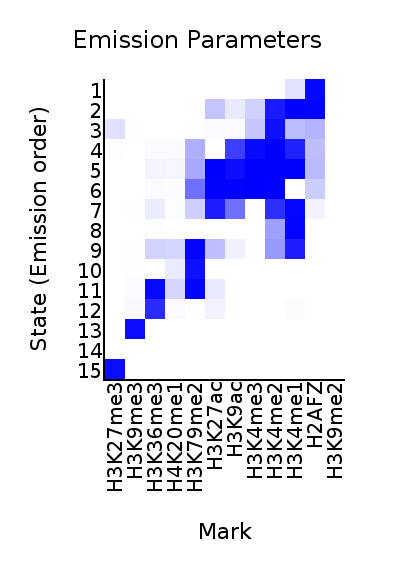 Emission Parameters
State (Emission order)
1
2
3
4
5
6
7
8
9
10
11
12
13
14
15
H3K27me3
H3K9me3
H3K36me3
H4K20me1
H3K79me2
H3K27ac
H3K9ac
H3K4me3
H3K4me2
H3K4me1
H2AFZ
H3K9me2
Mark